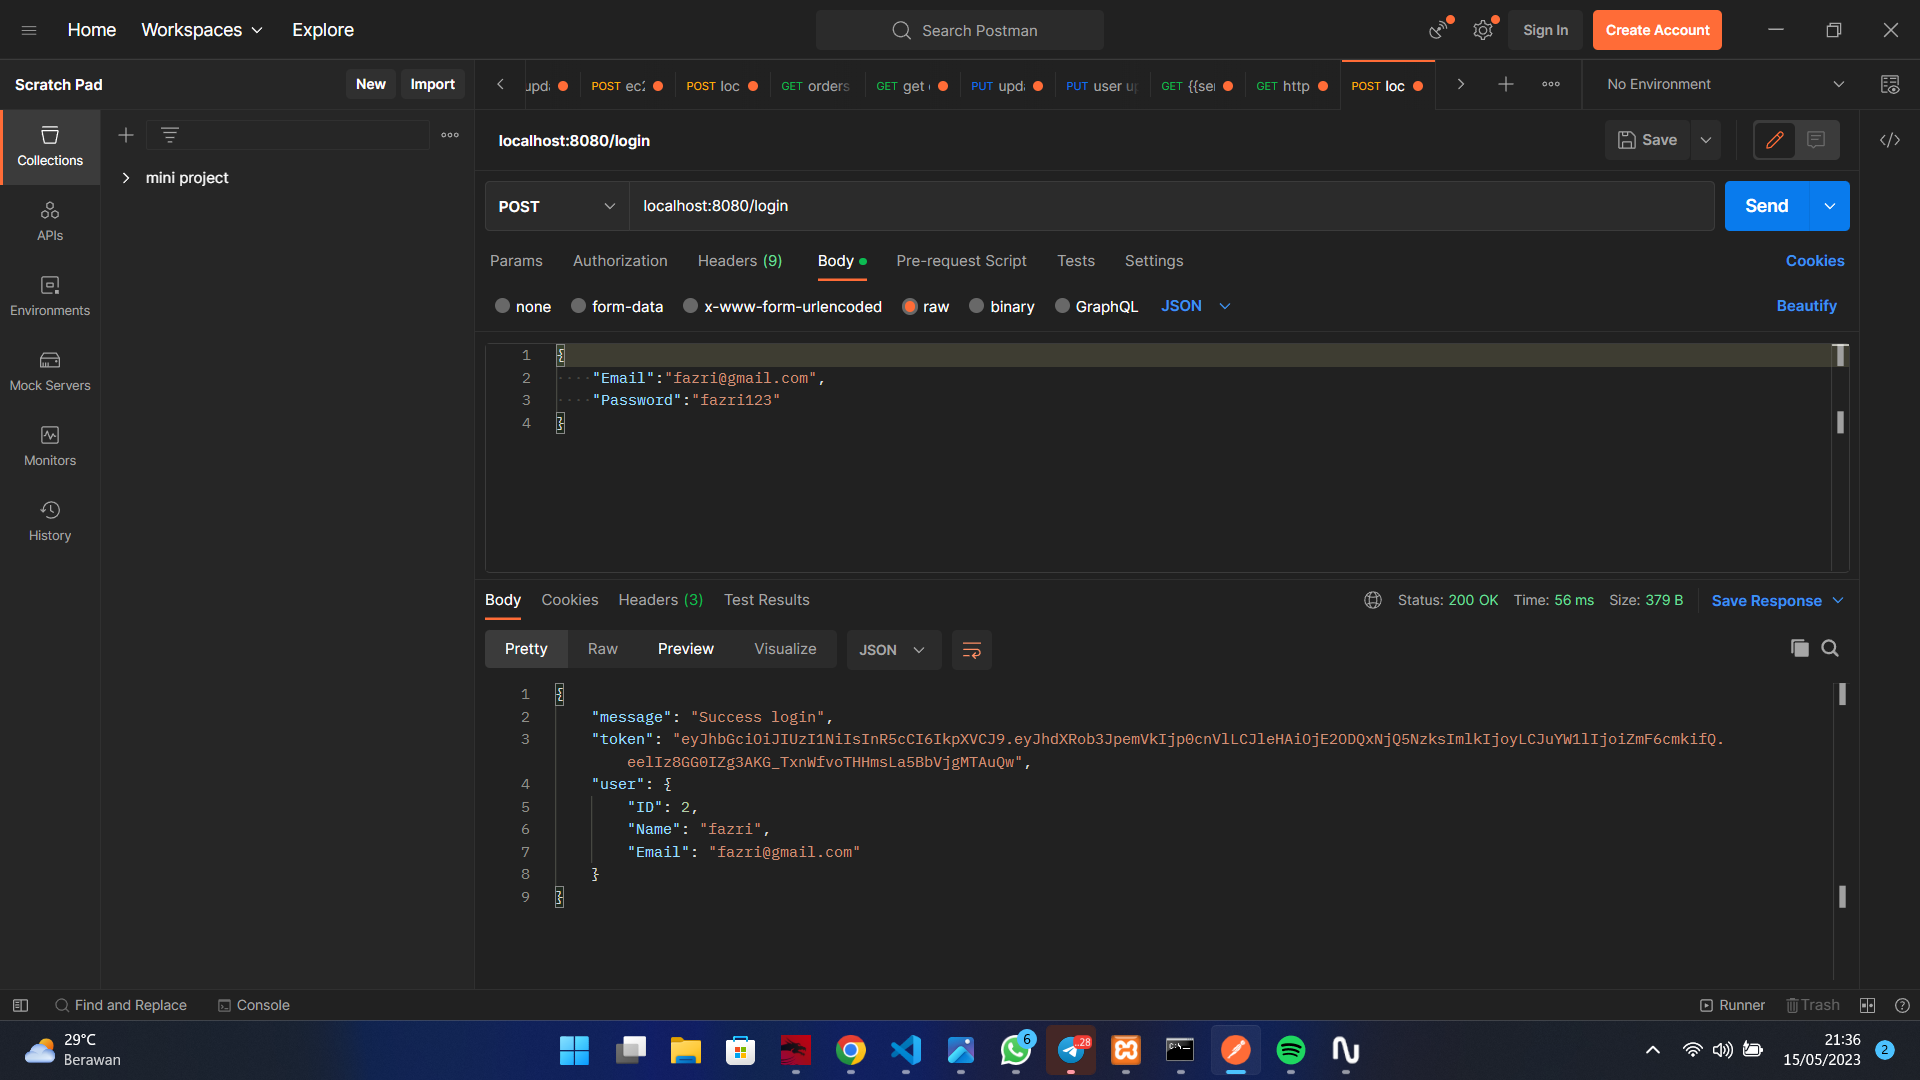 Home Workspaces Explore
Search Postman
Sign In Create Account
Scratch Pad New Import
upda POST POST loc GET orders GET get PUT upda PUT user up GET {{se GET http POST loc
No Environment
Collections
APIs
Environments
Mock Servers
Monitors
History
mini project
localhost:8080/login
Save
POST localhost:8080/login
Send
Params Authorization Headers (9) Body Pre-request Script Tests Settings
Cookies
none form-data x-www-form-urlencoded raw binary GraphQL JSON
Beautify
1 {
2 "Email":"fazri@gmail.com",
3 "Password":"fazri123"
4 }
Body Cookies Headers (3) Test Results
Status: 200 OK Time: 56 ms Size: 379 B Save Response
Pretty Raw Preview Visualize JSON
1 {
2 "message": "Success login",
3 "token": "eyJhbGciOiJIUzI1NiIsInR5cCI6IkpXVCJ9.eyJhdXRob3JpemVkIjp0cnVlLCJleHAiOjE2ODQxNjQ5NzksImlkIjoyLCJuYW1lIjoiZmF6cmkifQ.
eelIz8GG0IZg3AKG_TxnWfvoTHHmsLa5BbVjgMTAuQw",
4 "user": {
5 "ID": 2,
6 "Name": "fazri",
7 "Email": "fazri@gmail.com"
8 }
9 }
Find and Replace Console
Runner Trash
29°C
Berawan
6
28
21:36
15/05/2023
2